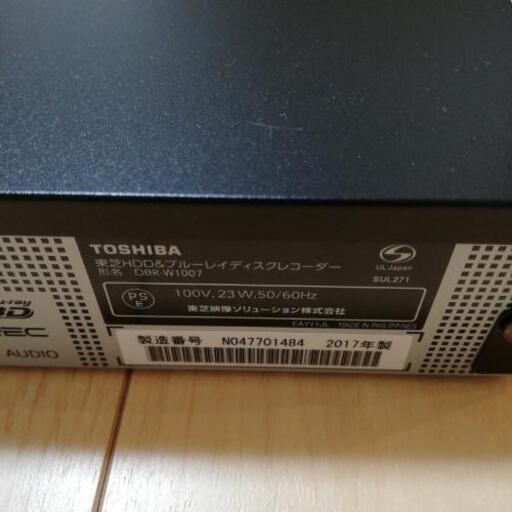 TOSHIBA
東芝HDD&ブルーレイディスクレコーダー
形名 DBR-W1007
PS
E
100V, 23W, 50/60Hz
東芝映像ソリューション株式会社
S
UL Japan
SUL271
EAY11JL MADE IN PHILIPPINES
製造番号 N047701484 2017年製
AUDIO